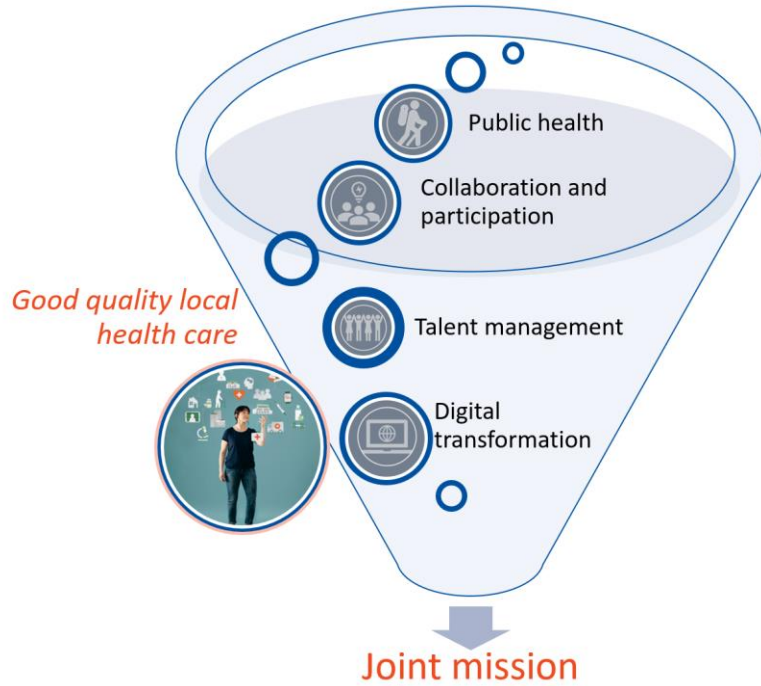 Public health
Collaboration and
participation
Good quality local
health care
Talent management
Digital
transformation
Joint mission